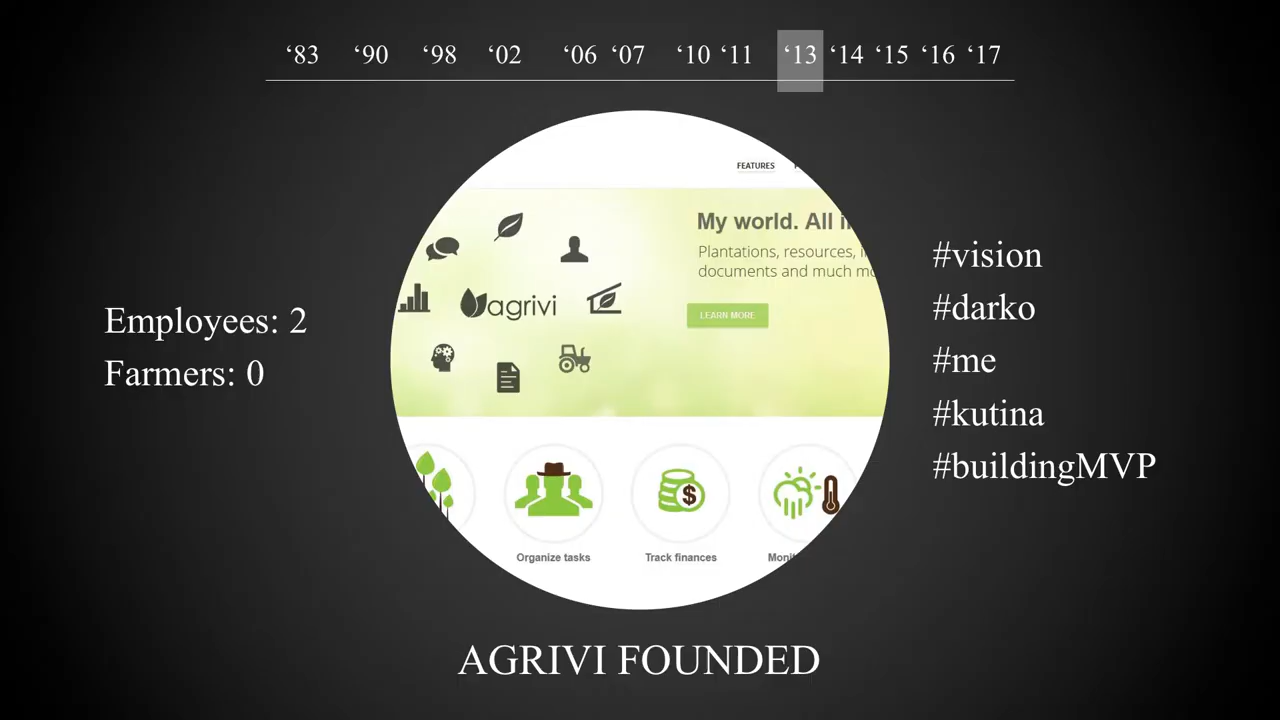 ‘83 ‘90 ‘98 ‘02 ‘06 ‘07 ‘10 ‘11 ‘13 ‘14 ‘15 ‘16 ‘17
FEATURES
My world. All
Plantations, resources,
documents and much
LEARN MORE
agrivi
Organize tasks
Track finances
Employees: 2
Farmers: 0
#vision
#darko
#me
#kutina
#buildingMVP
AGRIVI FOUNDED